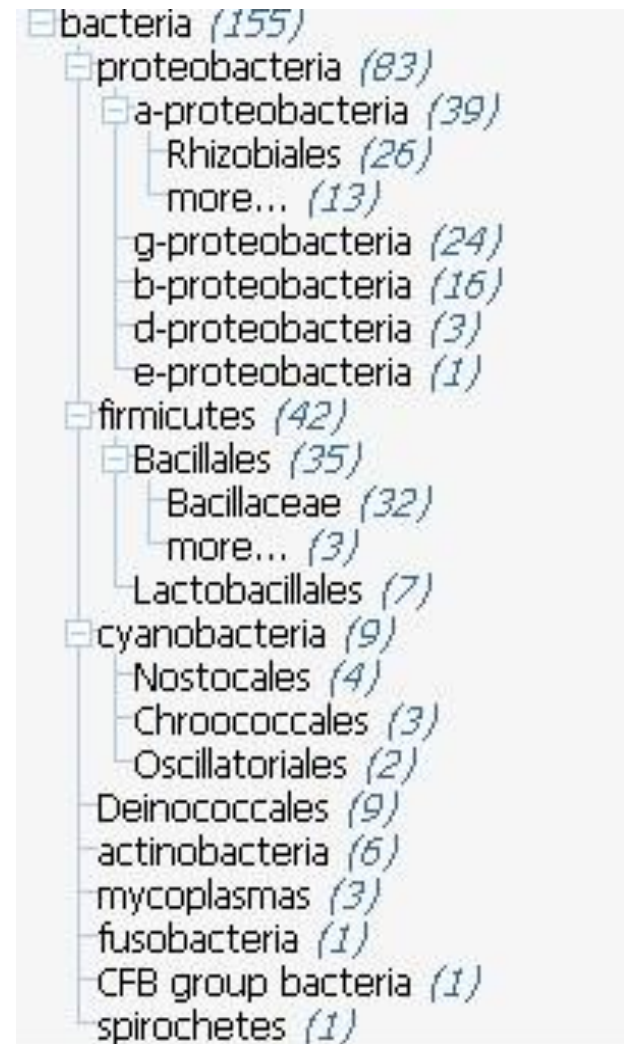 bacteria (155)
proteobacteria (83)
a-proteobacteria (39)
Rhizobiales (26)
more... (13)
g-proteobacteria (24)
b-proteobacteria (16)
d-proteobacteria (3)
e-proteobacteria (1)
firmicutes (42)
Bacillales (35)
Bacillaceae (32)
more... (3)
Lactobacillales (7)
cyanobacteria (9)
Nostocales (4)
Chroococcales (3)
Oscillatoriales (2)
Deinococcales (9)
actinobacteria (6)
mycoplasmas (3)
fusobacteria (1)
CFB group bacteria (1)
spirochetes (1)